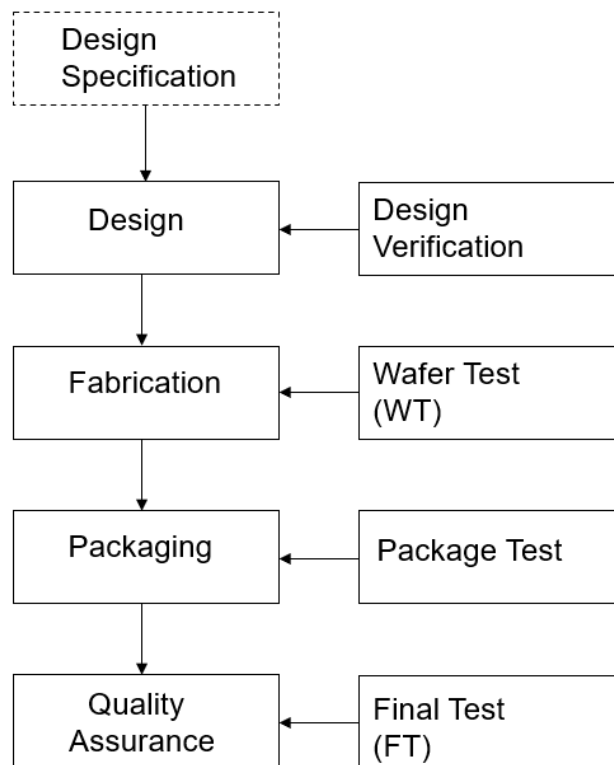 Design
Specification
Design
Design
Verification
Fabrication
Wafer Test
(WT)
Packaging
Package Test
Quality
Assurance
Final Test
(FT)